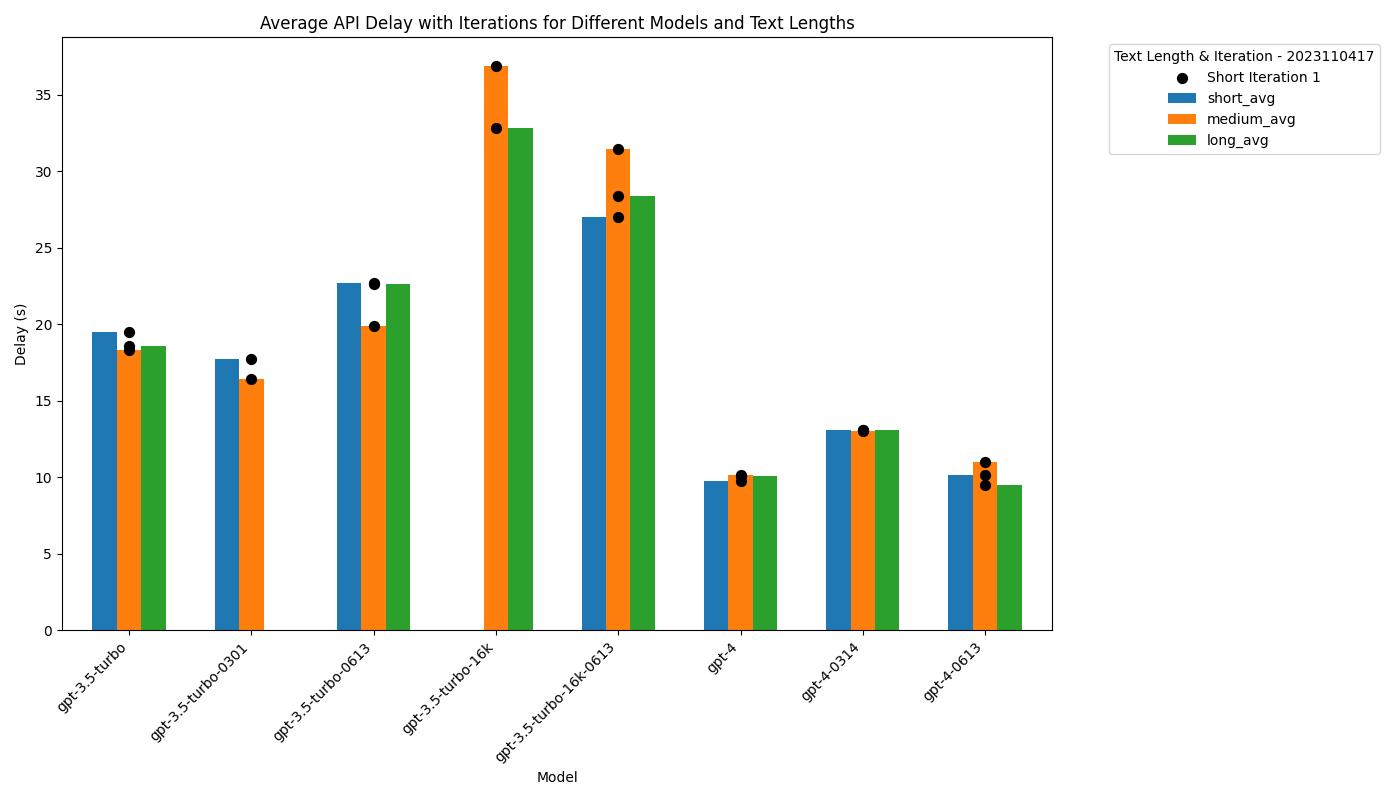 Average API Delay with Iterations for Different Models and Text Lengths
Text Length & Iteration - 2023110417
Short Iteration 1
short_avg
medium_avg
long_avg
Delay (s)
35
30
25
20
15
10
5
0
gpt-3.5-turbo
gpt-3.5-turbo-0301
gpt-3.5-turbo-0613
gpt-3.5-turbo-16k
gpt-3.5-turbo-16k-0613
gpt-4
gpt-4-0314
gpt-4-0613
Model